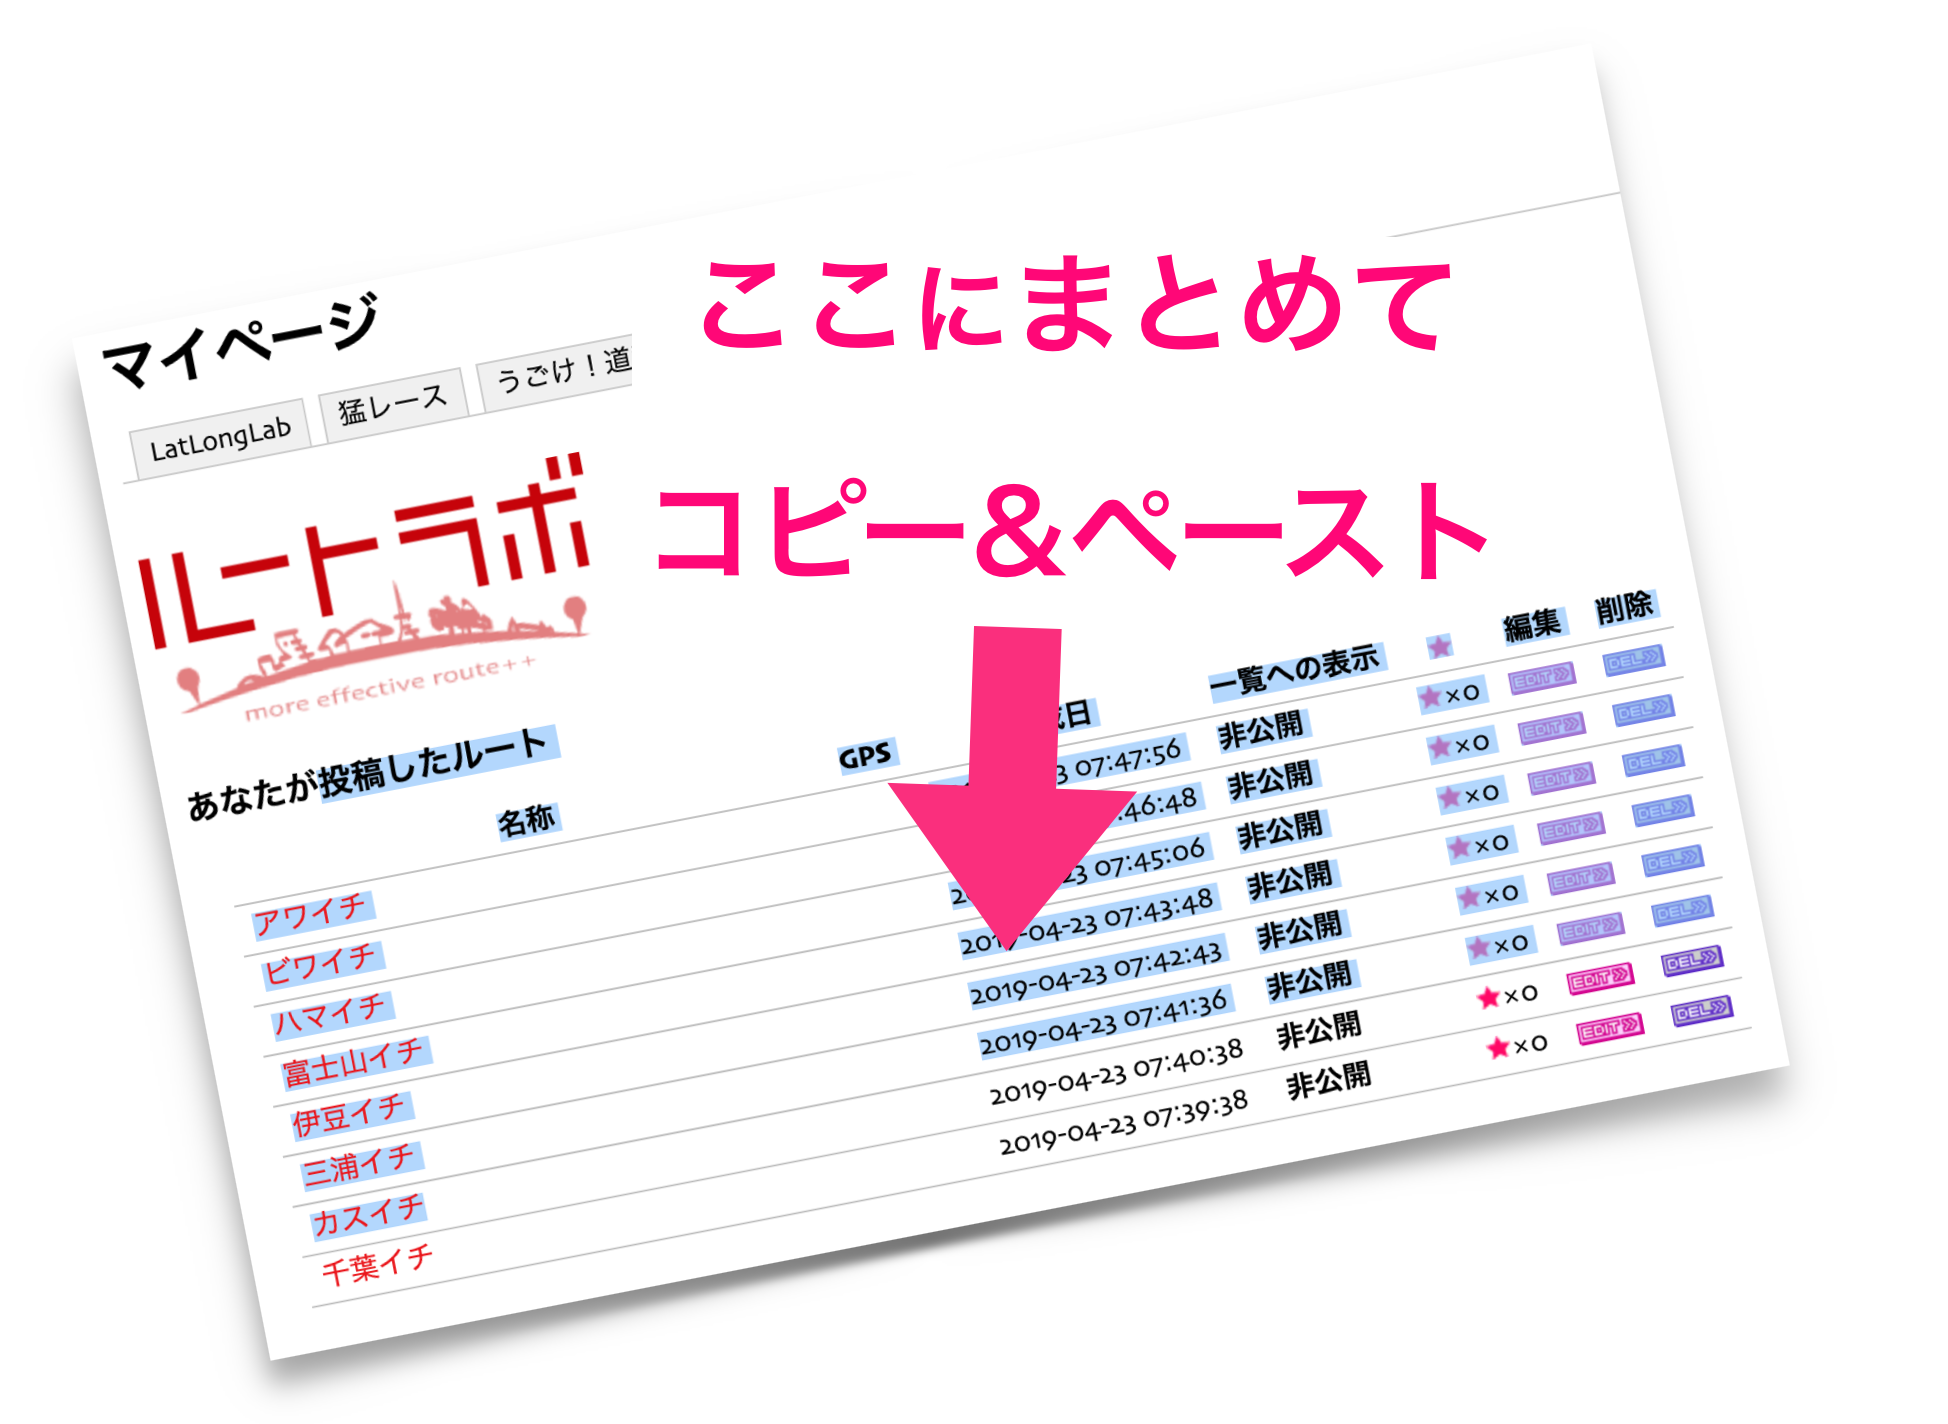 ここにまとめて
コピー&ペースト
マイページ
LatLongLab 猛レース うごけ！道
ルートラボ
more effective route++
あなたが投稿したルート
名称 GPS 成日 一覧への表示 ★ 編集 削除
アワイチ 3 07:47:56 非公開 ★×0 EDIT» DEL»
ビワイチ :46:48 非公開 ★×0 EDIT» DEL»
ハマイチ 23 07:45:06 非公開 ★×0 EDIT» DEL»
富士山イチ 2019-04-23 07:43:48 非公開 ★×0 EDIT» DEL»
伊豆イチ 2019-04-23 07:42:43 非公開 ★×0 EDIT» DEL»
三浦イチ 2019-04-23 07:41:36 非公開 ★×0 EDIT» DEL»
カスイチ 2019-04-23 07:40:38 非公開 ★×0 EDIT» DEL»
千葉イチ 2019-04-23 07:39:38 非公開 ★×0 EDIT» DEL»